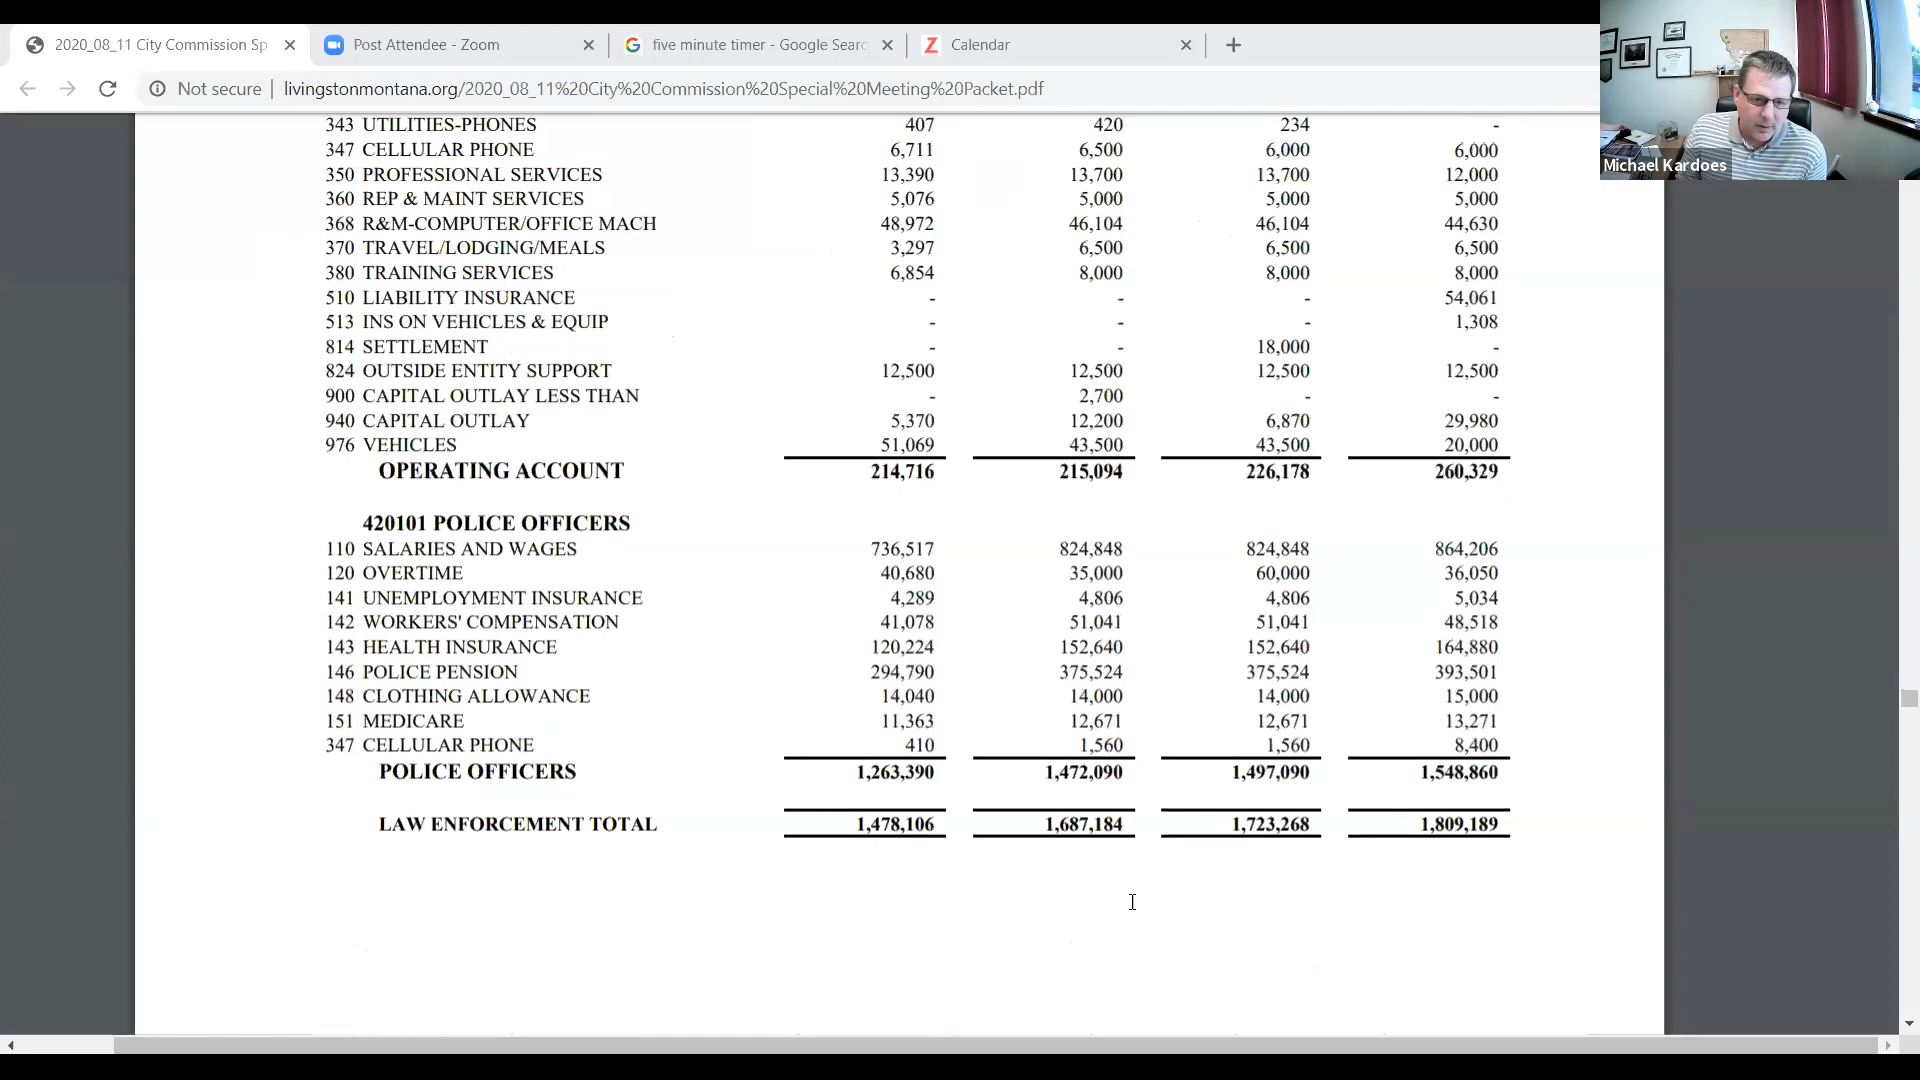 2020_08_11 City Commission Sp
Post Attendee - Zoom
five minute timer - Google Searc
Calendar
Not secure | livingstonmontana.org/2020_08_11%20City%20Commission%20Special%20Meeting%20Packet.pdf
Michael Kardoes
343 UTILITIES-PHONES 407 420 234 -
347 CELLULAR PHONE 6,711 6,500 6,000 6,000
350 PROFESSIONAL SERVICES 13,390 13,700 13,700 12,000
360 REP & MAINT SERVICES 5,076 5,000 5,000 5,000
368 R&M-COMPUTER/OFFICE MACH 48,972 46,104 46,104 44,630
370 TRAVEL/LODGING/MEALS 3,297 6,500 6,500 6,500
380 TRAINING SERVICES 6,854 8,000 8,000 8,000
510 LIABILITY INSURANCE - - - 54,061
513 INS ON VEHICLES & EQUIP - - - 1,308
814 SETTLEMENT - - 18,000 -
824 OUTSIDE ENTITY SUPPORT 12,500 12,500 12,500 12,500
900 CAPITAL OUTLAY LESS THAN - 2,700 - -
940 CAPITAL OUTLAY 5,370 12,200 6,870 29,980
976 VEHICLES 51,069 43,500 43,500 20,000
OPERATING ACCOUNT 214,716 215,094 226,178 260,329
420101 POLICE OFFICERS
110 SALARIES AND WAGES 736,517 824,848 824,848 864,206
120 OVERTIME 40,680 35,000 60,000 36,050
141 UNEMPLOYMENT INSURANCE 4,289 4,806 4,806 5,034
142 WORKERS' COMPENSATION 41,078 51,041 51,041 48,518
143 HEALTH INSURANCE 120,224 152,640 152,640 164,880
146 POLICE PENSION 294,790 375,524 375,524 393,501
148 CLOTHING ALLOWANCE 14,040 14,000 14,000 15,000
151 MEDICARE 11,363 12,671 12,671 13,271
347 CELLULAR PHONE 410 1,560 1,560 8,400
POLICE OFFICERS 1,263,390 1,472,090 1,497,090 1,548,860
LAW ENFORCEMENT TOTAL 1,478,106 1,687,184 1,723,268 1,809,189